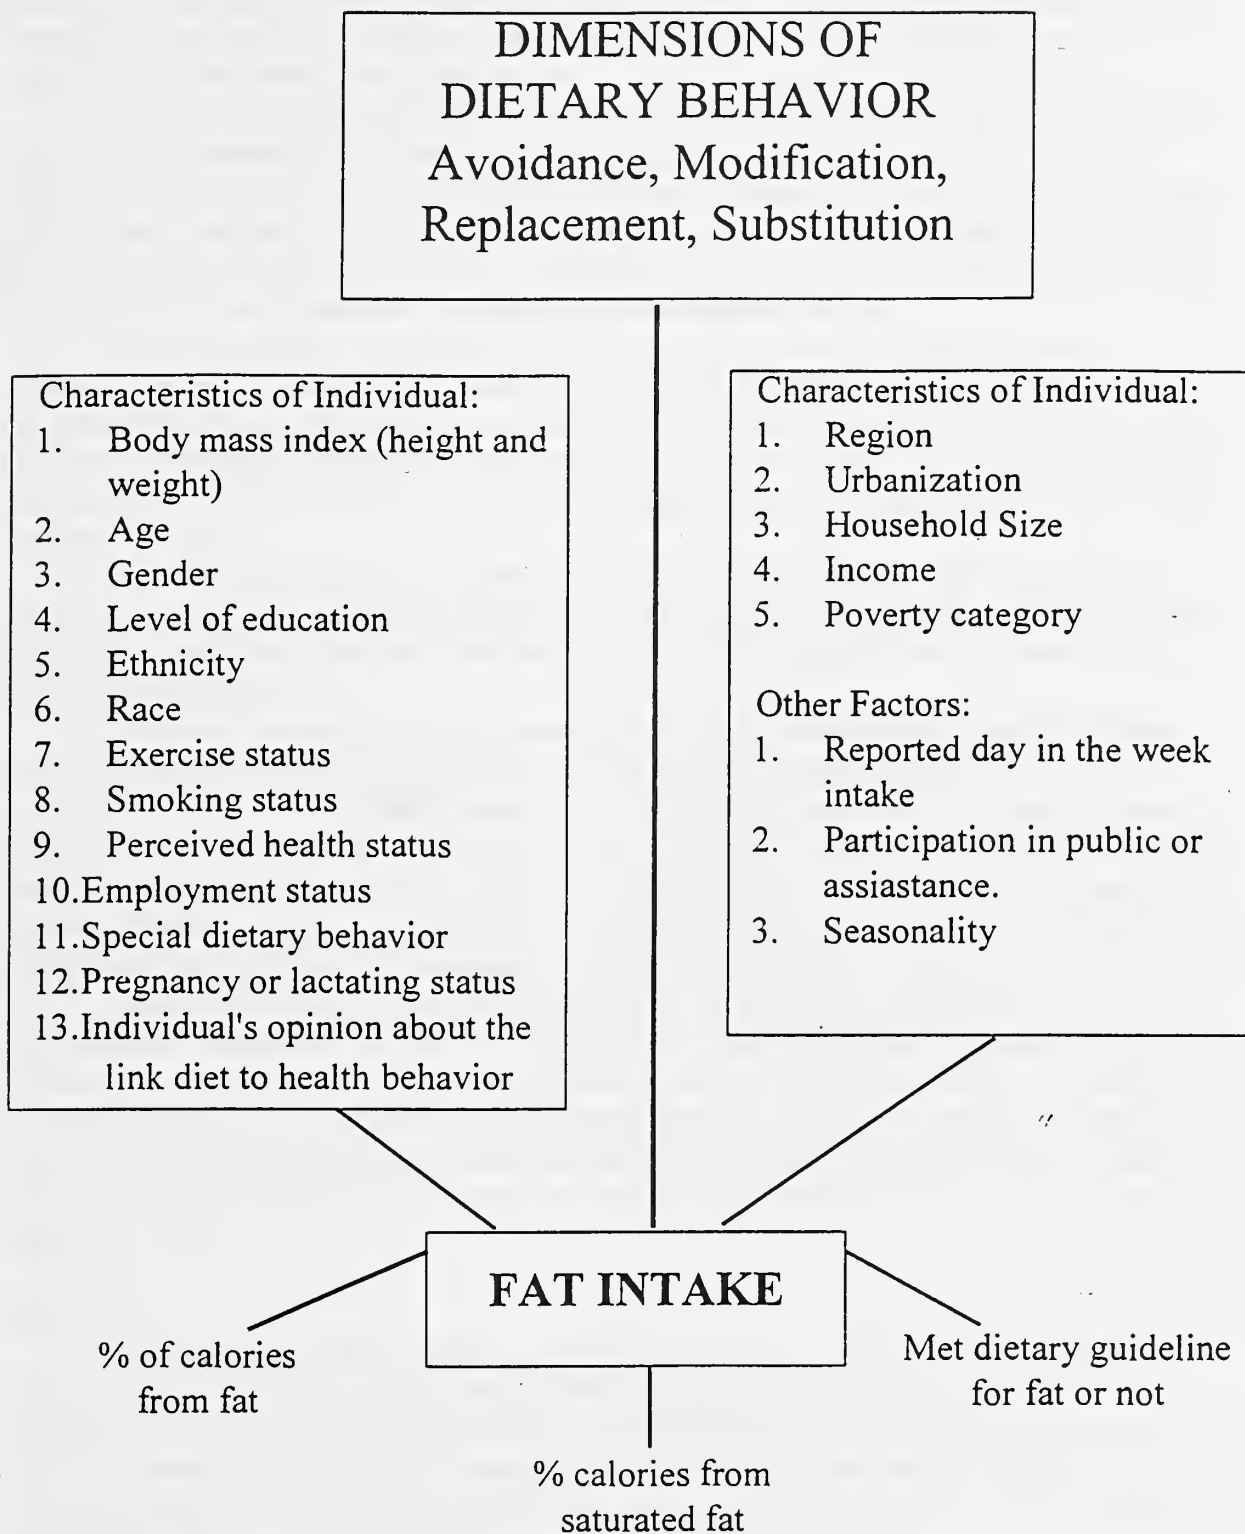 DIMENSIONS OF
DIETARY BEHAVIOR
Avoidance, Modification,
Replacement, Substitution
Characteristics of Individual:
1. Body mass index (height and
weight)
2. Age
3. Gender
4. Level of education
5. Ethnicity
6. Race
7. Exercise status
8. Smoking status
9. Perceived health status
10.Employment status
11.Special dietary behavior
12.Pregnancy or lactating status
13.Individual's opinion about the
link diet to health behavior
Characteristics of Individual:
1. Region
2. Urbanization
3. Household Size
4. Income
5. Poverty category
Other Factors:
1. Reported day in the week
intake
2. Participation in public or
assiastance.
3. Seasonality
FAT INTAKE
% of calories
from fat
% calories from
saturated fat
Met dietary guideline
for fat or not